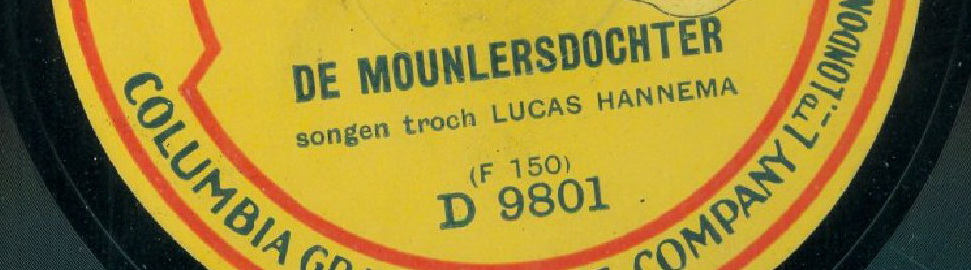 DE MOUNLERSDOCHTER
songen troch LUCAS HANNEMA
(F 150)
D 9801
COLUMBIA COMPANY LTD. LONDON